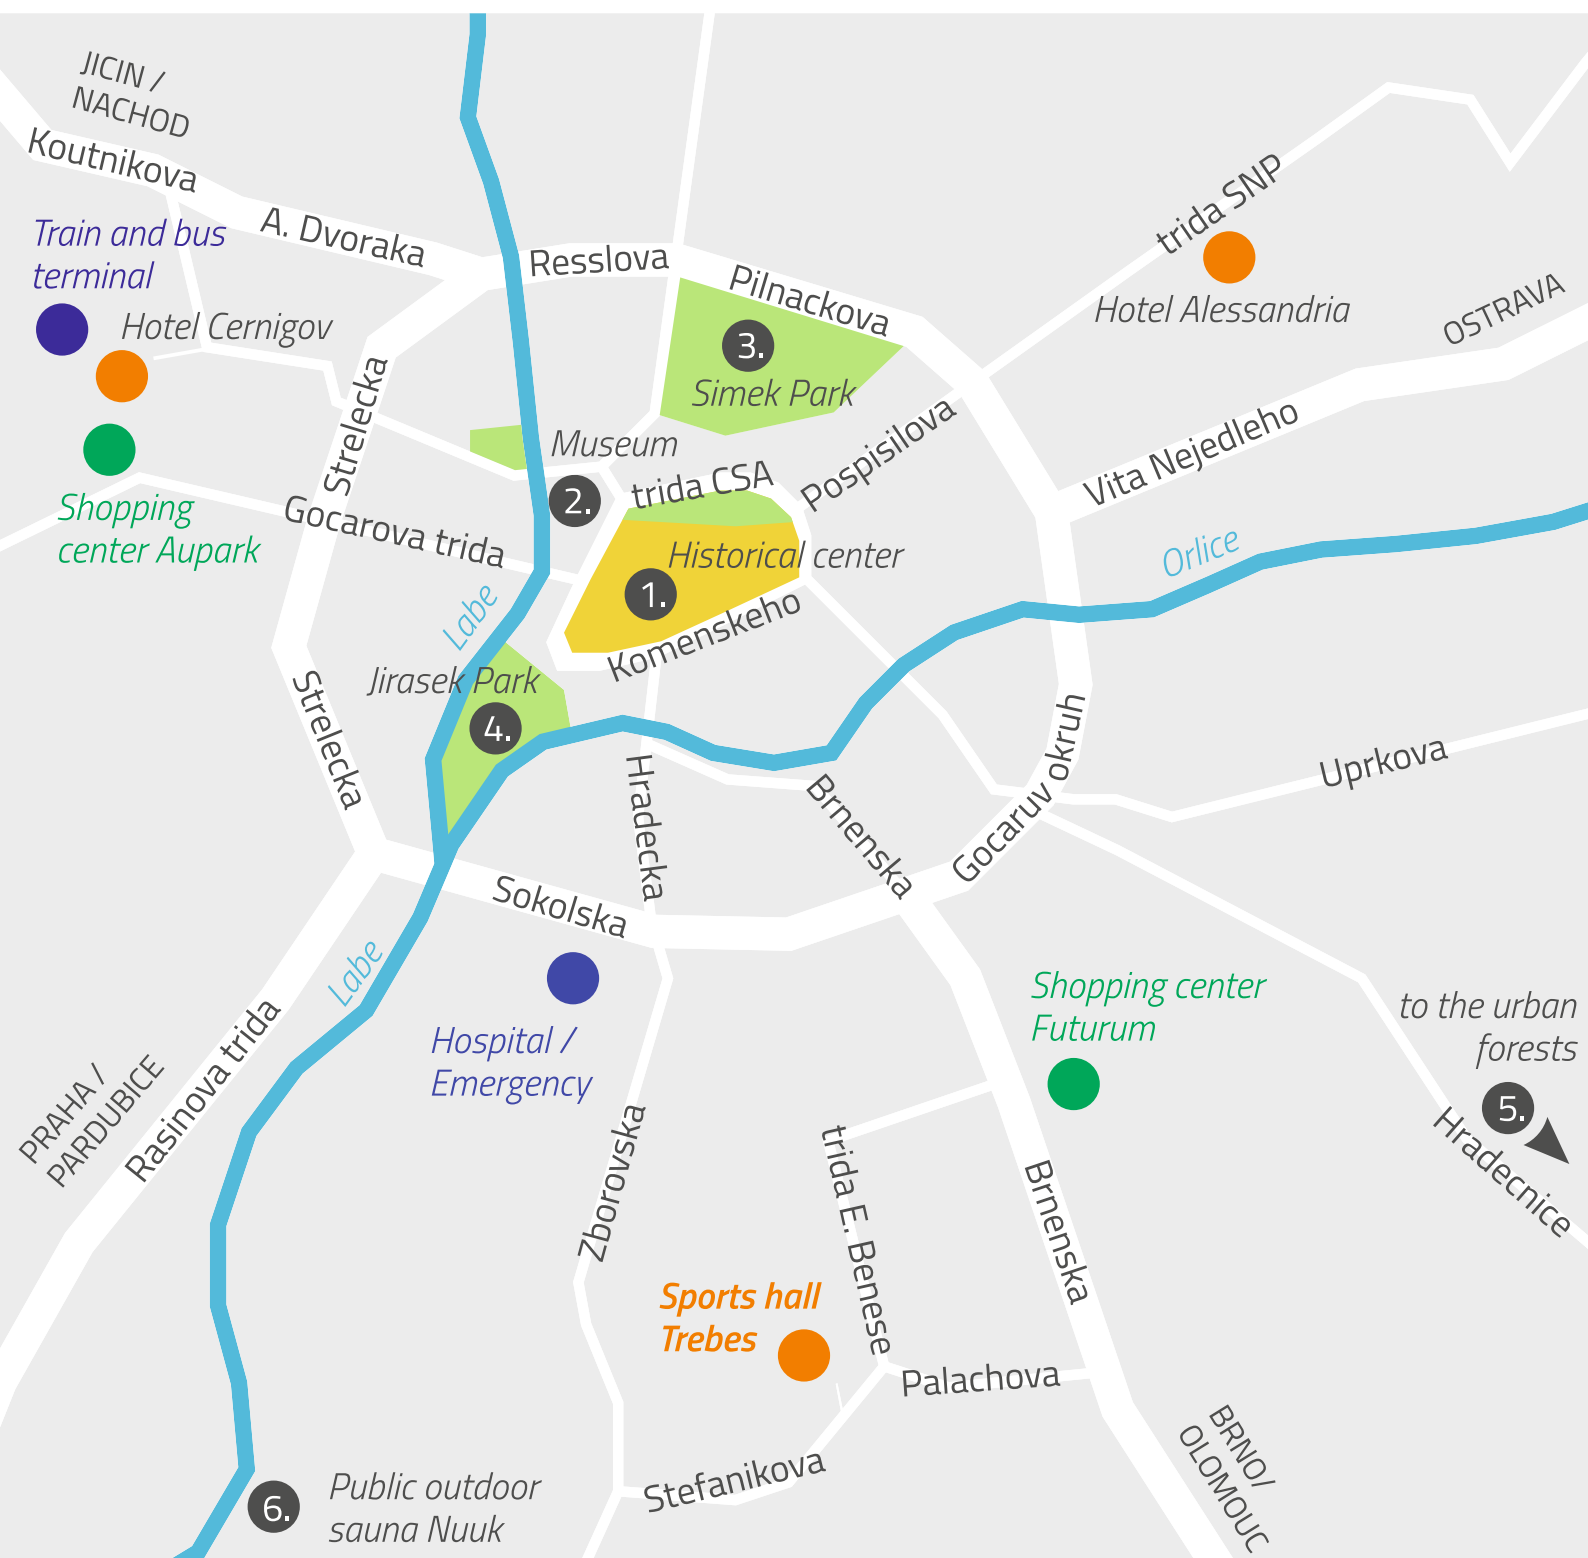 JICIN /
NACHOD
Koutnikova
A. Dvoraka
Resslova
Pilnackova
trida SNP
Train and bus
terminal
Hotel Cernigov
Hotel Alessandria
OSTRAVA
3.
Simek Park
Strelecka
Museum
Pospisilova
Vita Nejedleho
trida CSA
2.
Shopping
center Aupark
Gocarova trida
Historical center
1.
Orlice
Labe
Komenskeho
Jirasek Park
4.
Strelecka
Hradecka
Brnenska
Gocaruv okruh
Uprkova
Sokolska
Labe
Hospital /
Emergency
Shopping center
Futurum
to the urban
forests
5.
Hradecnice
PRAHA /
PARDUBICE
Rasinova trida
Zborovska
trida E. Benese
Brnenska
Sports hall
Trebes
Palachova
Stefanikova
BRNO/
OLOMOUC
6.
Public outdoor
sauna Nuuk